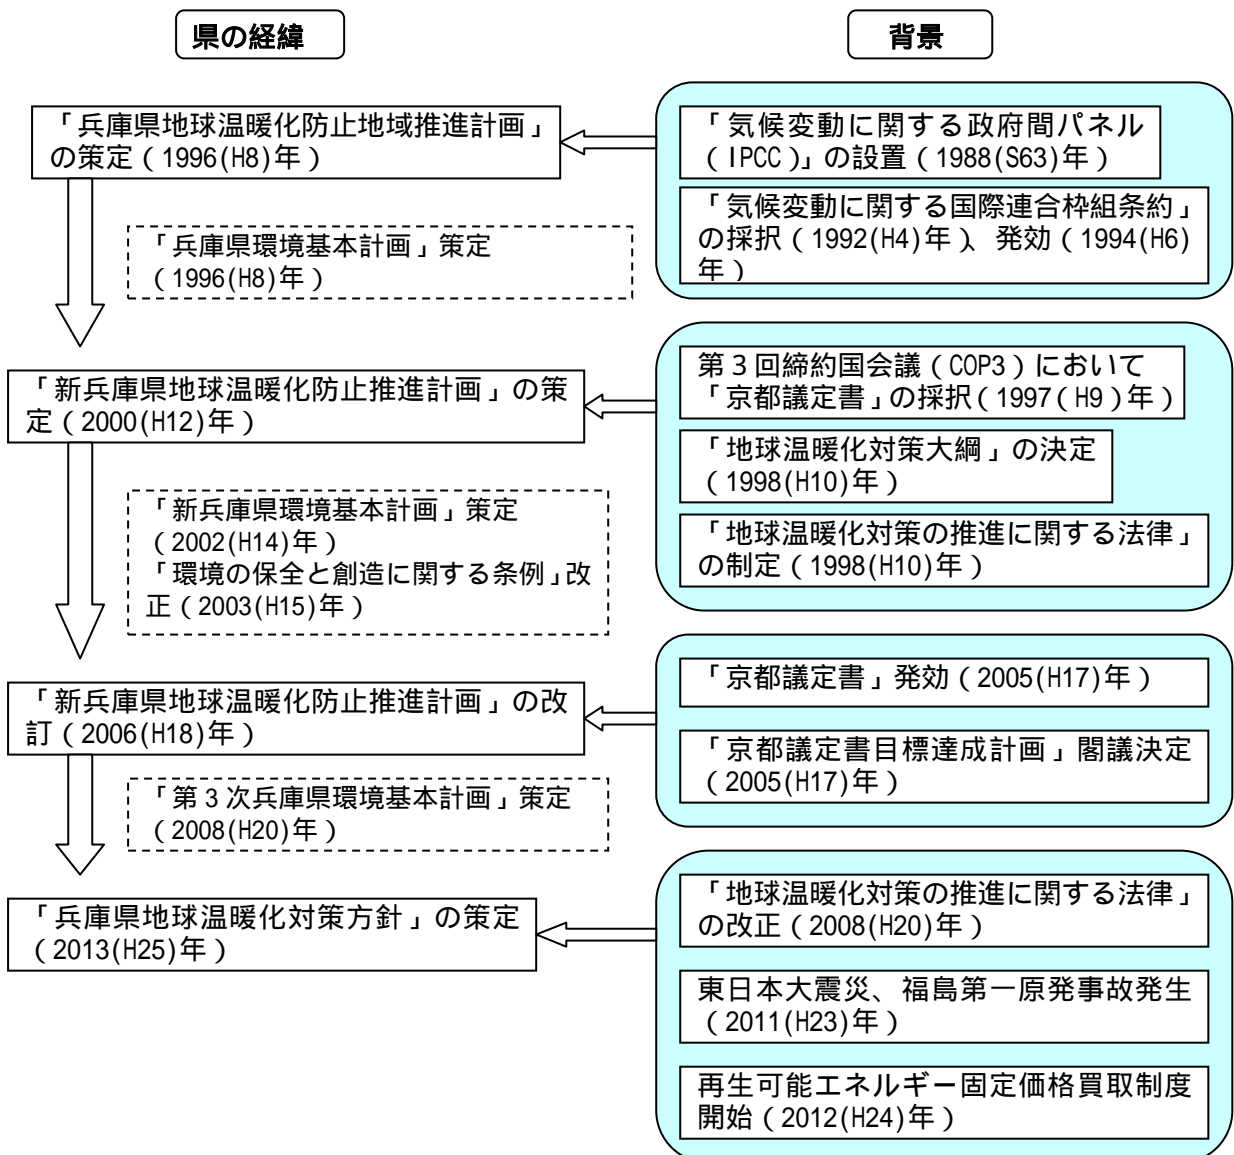 県の経緯
背景
「兵庫県地球温暖化防止地域推進計画」
の策定(1996(H8)年)
「気候変動に関する政府間パネル
(IPCC)」の設置(1988(S63)年)
「気候変動に関する国際連合枠組条約」
の採択(1992(H4)年)、発効(1994(H6)
年)
「兵庫県環境基本計画」策定
(1996(H8)年)
「新兵庫県地球温暖化防止推進計画」の策
定(2000(H12)年)
第3回締約国会議(COP3)において
「京都議定書」の採択(1997(H9)年)
「地球温暖化対策大綱」の決定
(1998(H10)年)
「地球温暖化対策の推進に関する法律」
の制定(1998(H10)年)
「新兵庫県環境基本計画」策定
(2002(H14)年)
「環境の保全と創造に関する条例」改
正(2003(H15)年)
「新兵庫県地球温暖化防止推進計画」の改
訂(2006(H18)年)
「京都議定書」発効(2005(H17)年)
「京都議定書目標達成計画」閣議決定
(2005(H17)年)
「第3次兵庫県環境基本計画」策定
(2008(H20)年)
「兵庫県地球温暖化対策方針」の策定
(2013(H25)年)
「地球温暖化対策の推進に関する法律」
の改正(2008(H20)年)
東日本大震災、福島第一原発事故発生
(2011(H23)年)
再生可能エネルギー固定価格買取制度
開始(2012(H24)年)